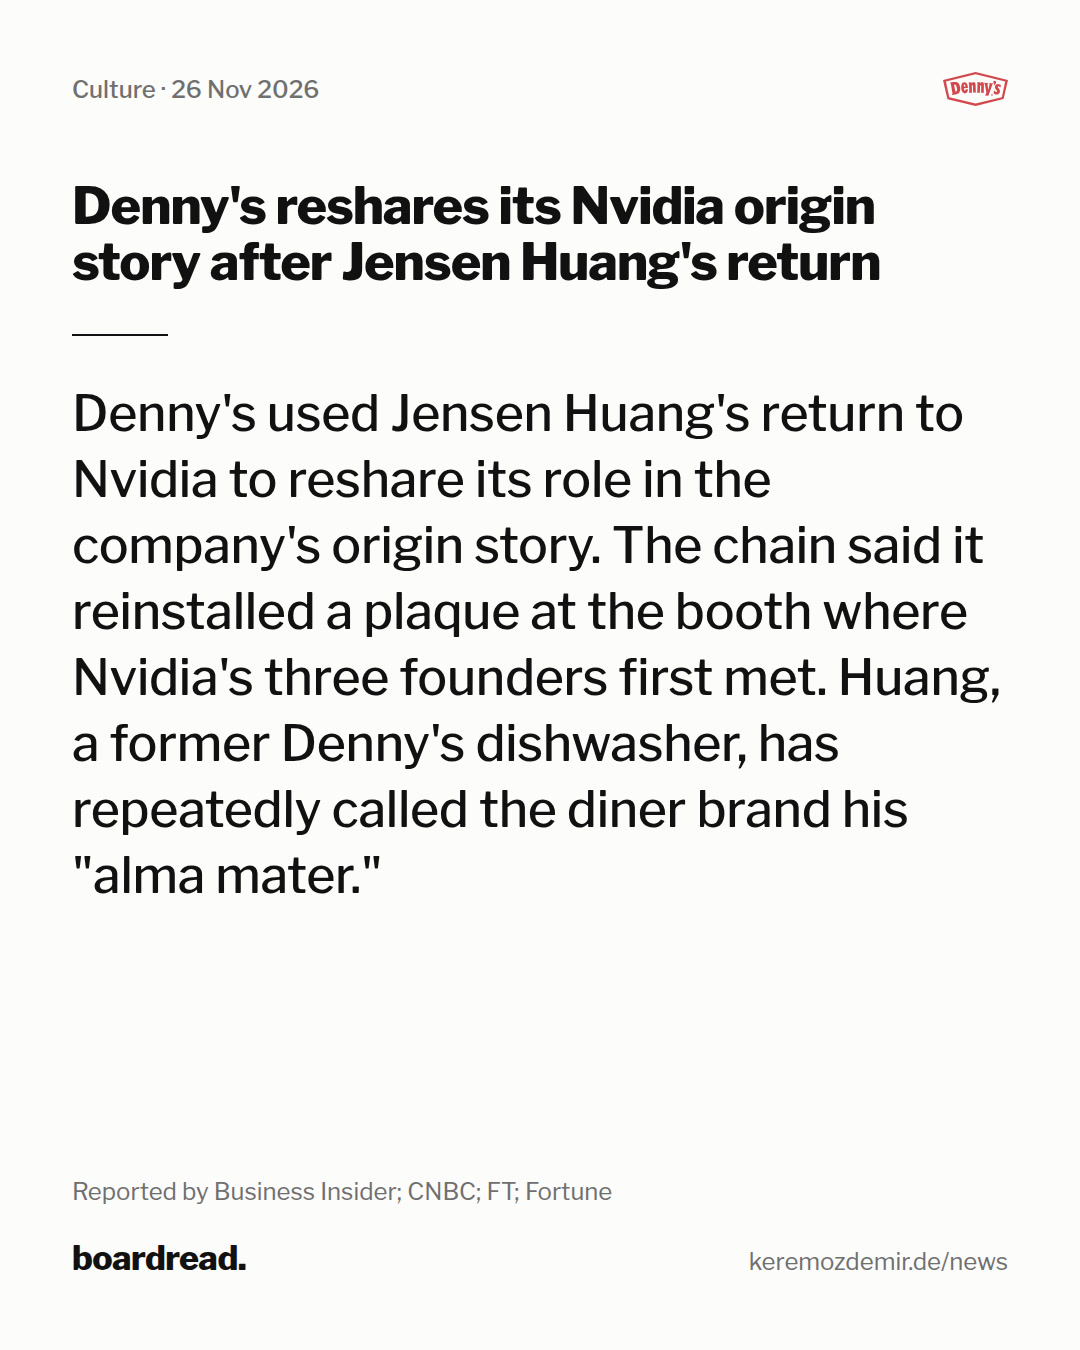 Culture · 26 Nov 2026
Denny's
Denny's reshares its Nvidia origin
story after Jensen Huang's return
Denny's used Jensen Huang's return to
Nvidia to reshare its role in the
company's origin story. The chain said it
reinstalled a plaque at the booth where
Nvidia's three founders first met. Huang,
a former Denny's dishwasher, has
repeatedly called the diner brand his
"alma mater."
Reported by Business Insider; CNBC; FT; Fortune
boardread.
keremozdemir.de/news